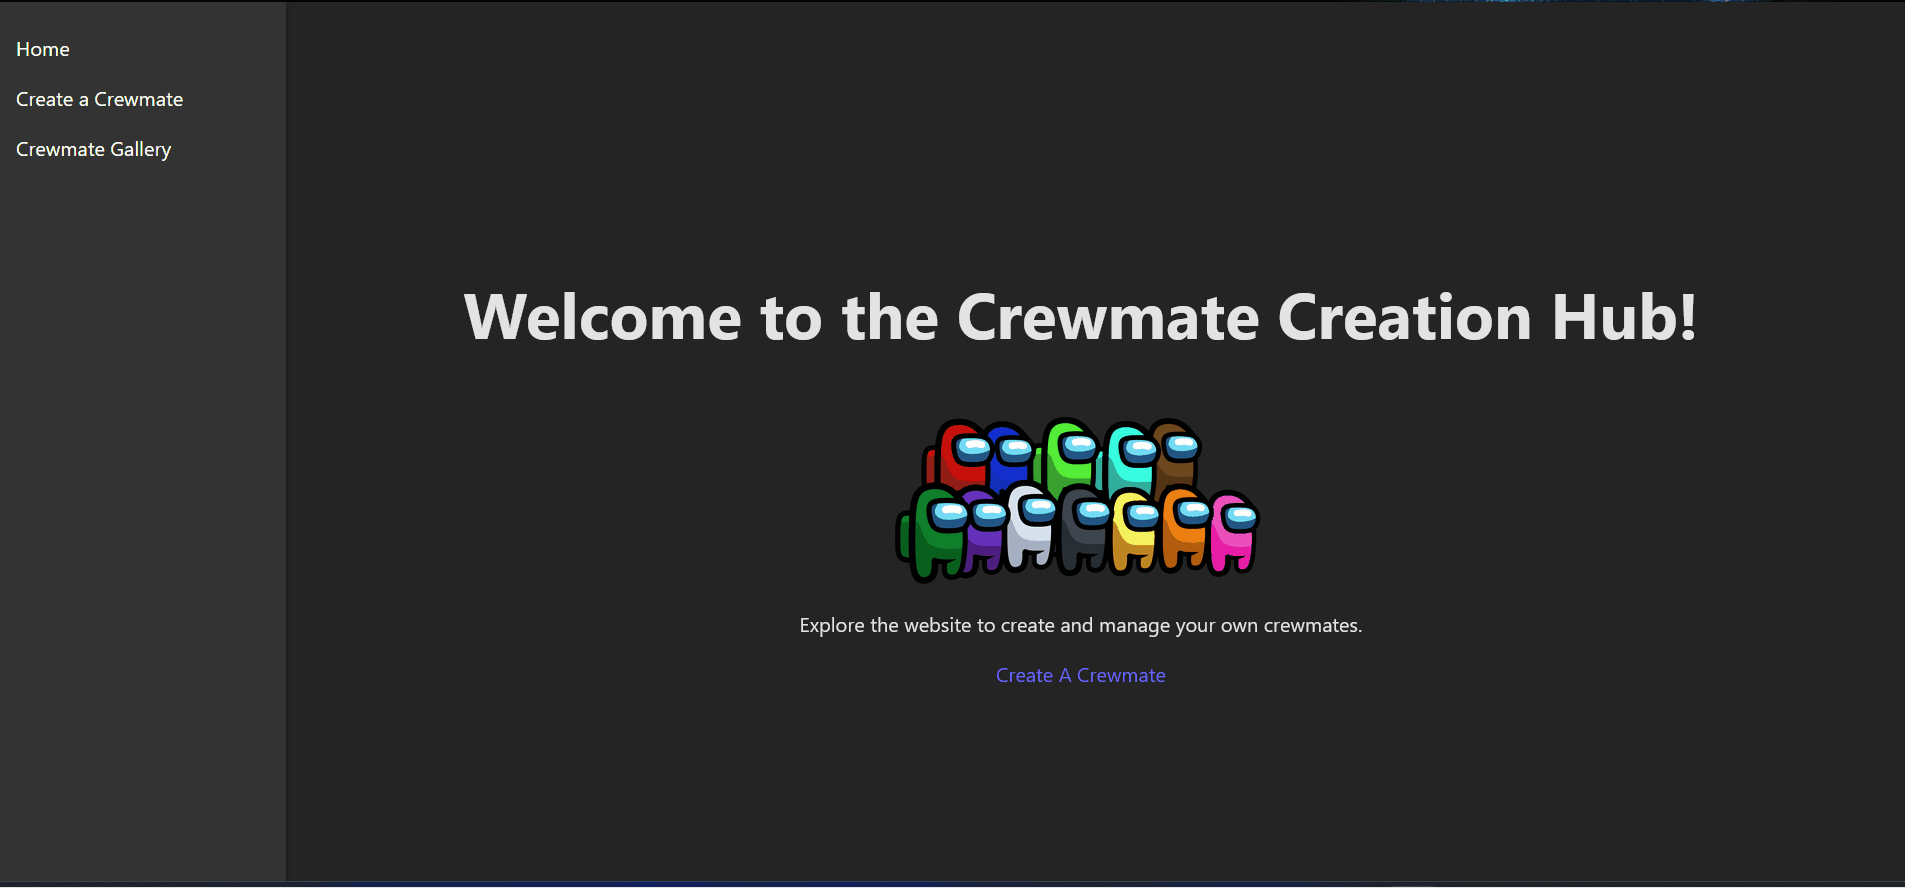 Home
Create a Crewmate
Crewmate Gallery
Welcome to the Crewmate Creation Hub!
Explore the website to create and manage your own crewmates.
Create A Crewmate